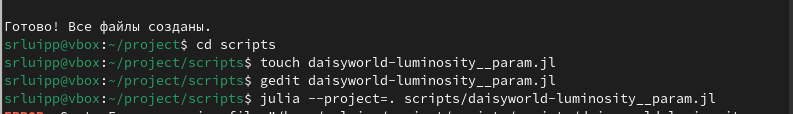 Готово! Все файлы созданы.
srluipp@vbox:~/project$ cd scripts
srluipp@vbox:~/project/scripts$ touch daisyworld-luminosity__param.jl
srluipp@vbox:~/project/scripts$ gedit daisyworld-luminosity__param.jl
srluipp@vbox:~/project/scripts$ julia --project=. scripts/daisyworld-luminosity__param.jl